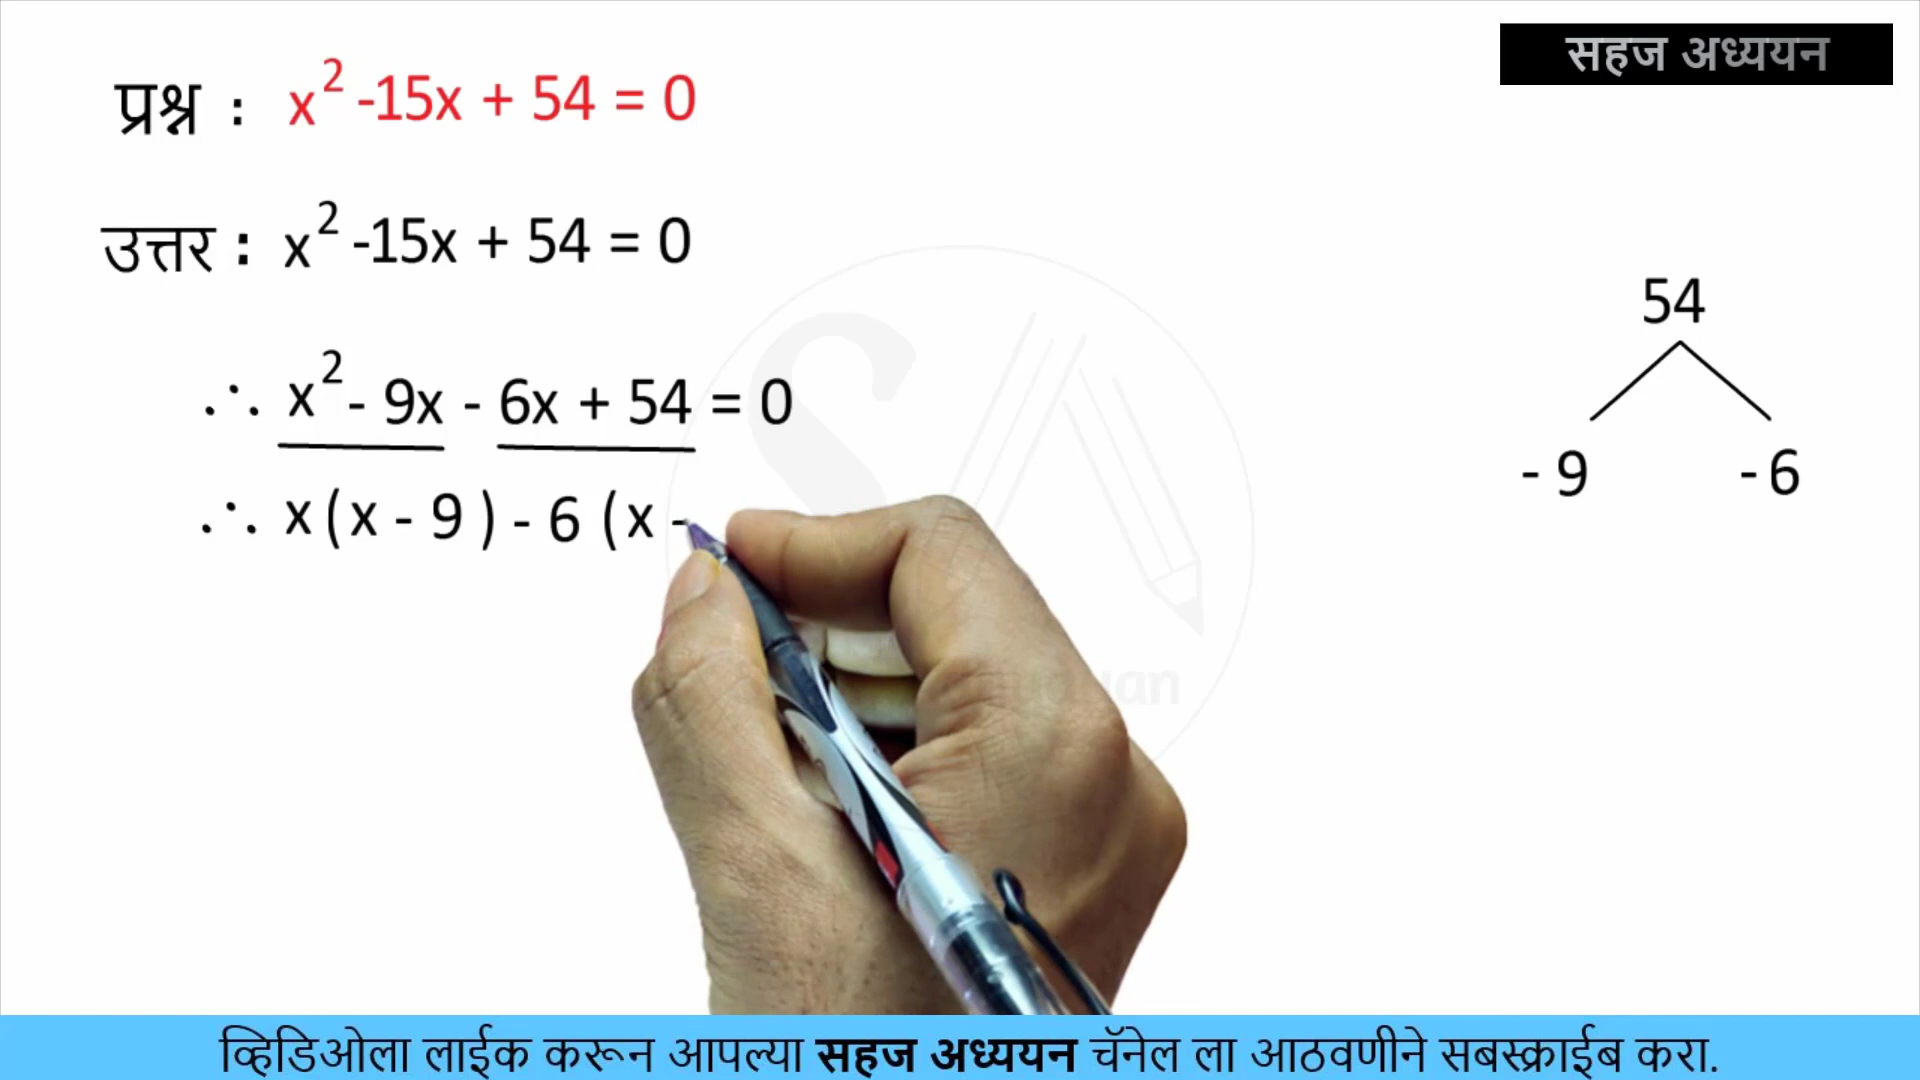 सहज अध्ययन
प्रश्न : x² -15x + 54 = 0
उत्तर : x² -15x + 54 = 0
54
∴ x² - 9x - 6x + 54 = 0
- 9 - 6
∴ x ( x - 9 ) - 6 ( x -
व्हिडिओला लाईक करून आपल्या सहज अध्ययन चॅनेल ला आठवणीने सबस्क्राईब करा.